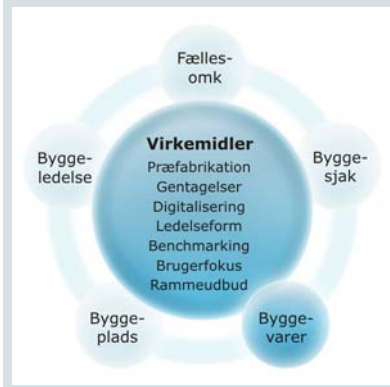 Fælles-
omk
Bygge-
ledelse
Bygge-
sjak
Virkemidler
Præfabrikation
Gentagelser
Digitalisering
Ledelseform
Benchmarking
Brugerfokus
Rammeudbud
Bygge-
plads
Bygge-
varer